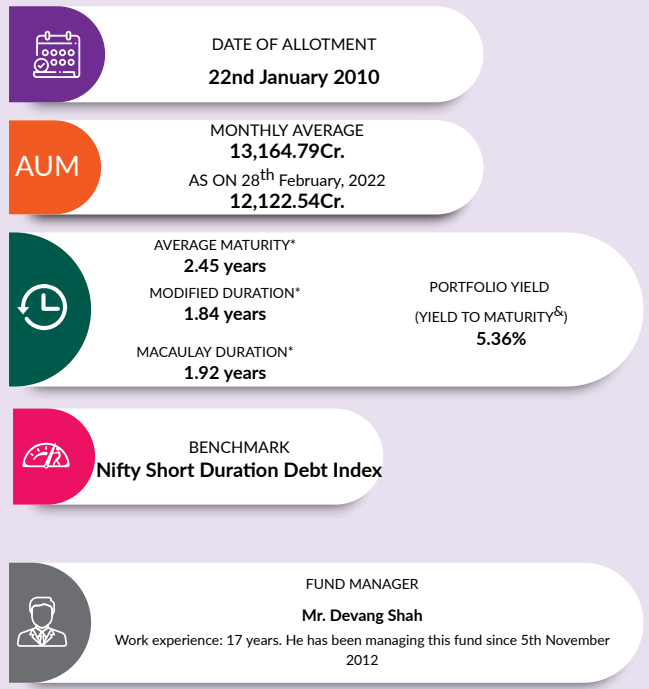 DATE OF ALLOTMENT
22nd January 2010
AUM
MONTHLY AVERAGE
13,164.79Cr.
AS ON 28th February, 2022
12,122.54Cr.
AVERAGE MATURITY*
2.45 years
MODIFIED DURATION*
1.84 years
MACAULAY DURATION*
1.92 years
PORTFOLIO YIELD
(YIELD TO MATURITY&)
5.36%
BENCHMARK
Nifty Short Duration Debt Index
FUND MANAGER
Mr. Devang Shah
Work experience: 17 years. He has been managing this fund since 5th November
2012